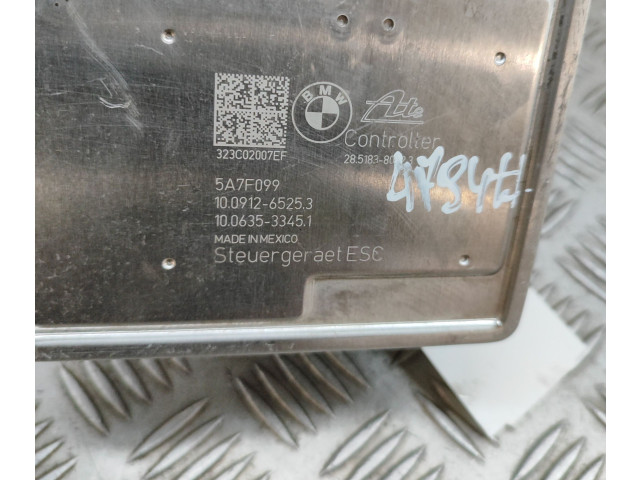 BMW Ate
Controller
323C02007EF
5A7F099
10.0912-6525.3
10.0635-3345.1
MADE IN MEXICO
Steuergeraet ESC